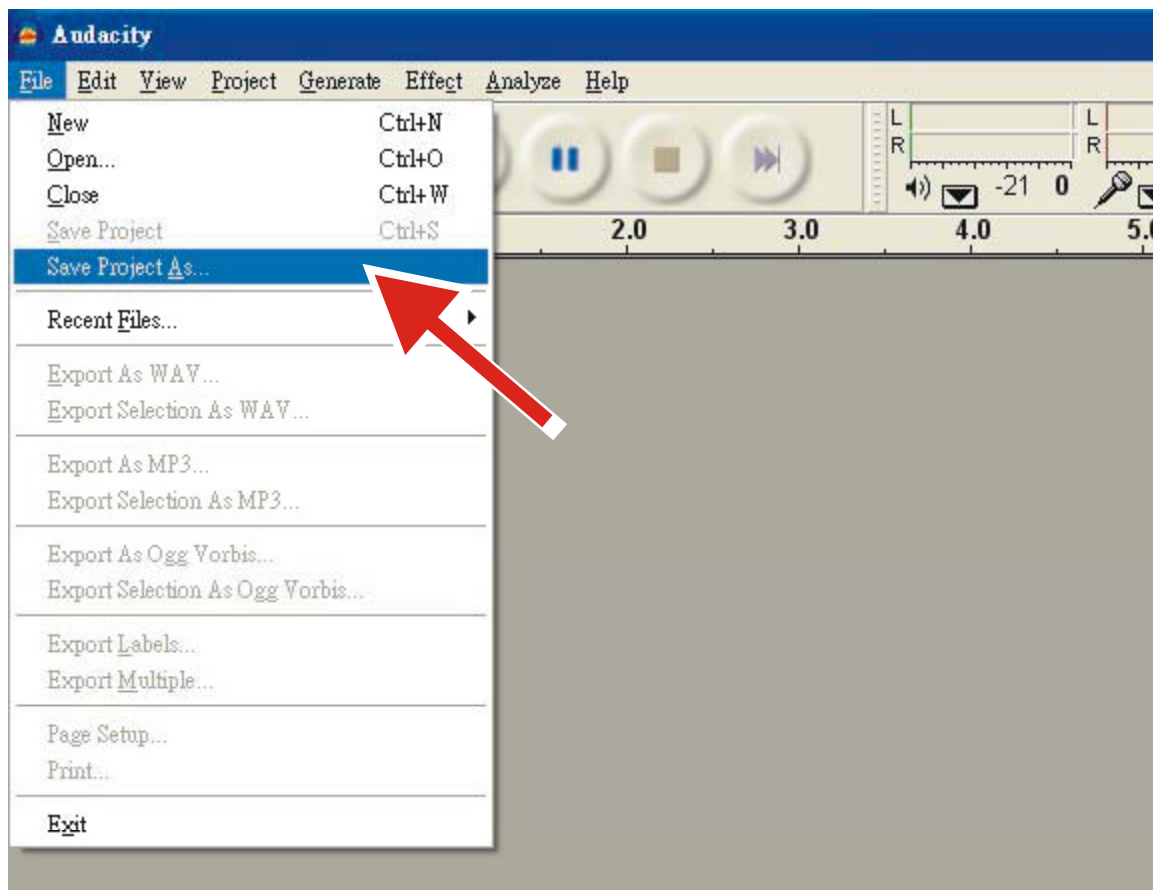 Audacity
File Edit View Project Generate Effect Analyze Help
New Ctrl+N
Open... Ctrl+O
Close Ctrl+W
Save Project Ctrl+S
Save Project As...
Recent Files...
Export As WAV...
Export Selection As WAV...
Export As MP3...
Export Selection As MP3...
Export As Ogg Vorbis...
Export Selection As Ogg Vorbis...
Export Labels...
Export Multiple...
Page Setup...
Print...
Exit
L L
R R
-21 0
2.0 3.0 4.0 5.0